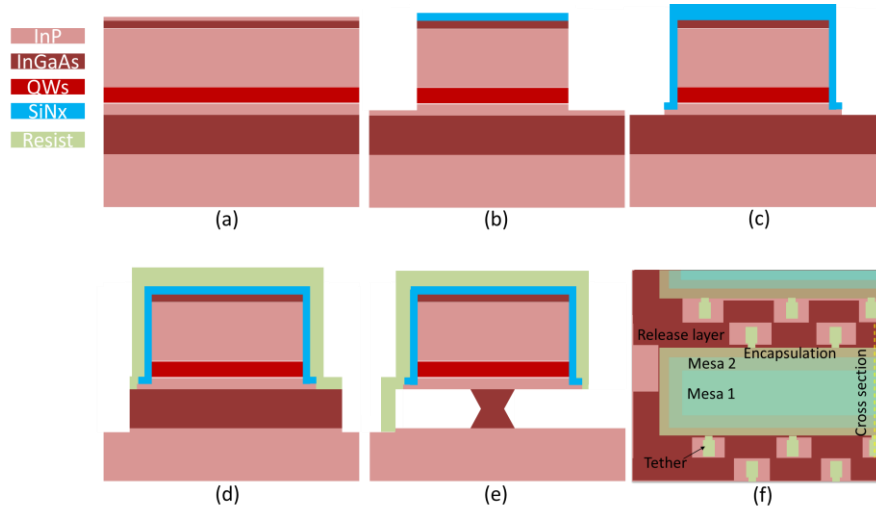 InP
InGaAs
QWs
SiNx
Resist
(a)
(b)
(c)
Release layer
Encapsulation
Mesa 2
Mesa 1
Cross section
Tether
(d)
(e)
(f)